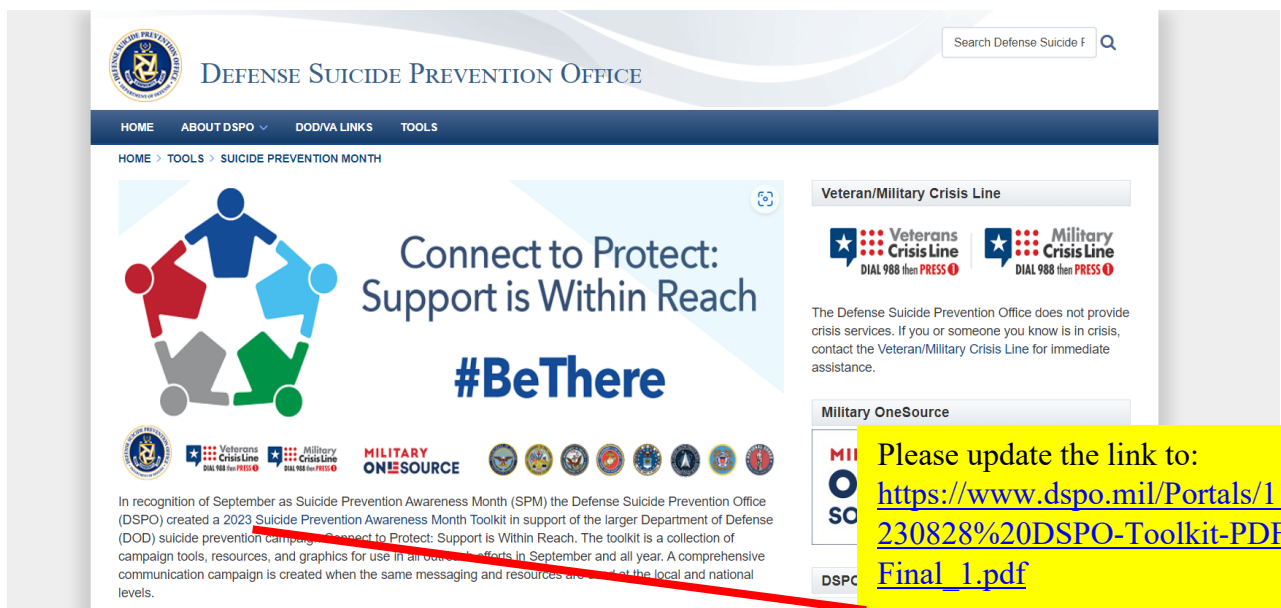 DEFENSE SUICIDE PREVENTION OFFICE
Search Defense Suicide F
HOME ABOUT DSPO DOD/VA LINKS TOOLS
HOME > TOOLS > SUICIDE PREVENTION MONTH
Connect to Protect:
Support is Within Reach
#BeThere
Veterans
Crisis Line
DIAL 988 then PRESS 1
Military
Crisis Line
DIAL 988 then PRESS 1
MILITARY
ONESOURCE
In recognition of September as Suicide Prevention Awareness Month (SPM) the Defense Suicide Prevention Office
(DSPO) created a 2023 Suicide Prevention Awareness Month Toolkit in support of the larger Department of Defense
(DOD) suicide prevention Connect to Protect: Support is Within Reach. The toolkit is a collection of
campaign tools, resources, and graphics for use in all efforts in September and all year. A comprehensive
communication campaign is created when the same messaging and resources are at the local and national
levels.
Veteran/Military Crisis Line
Veterans
Crisis Line
DIAL 988 then PRESS 1
Military
Crisis Line
DIAL 988 then PRESS 1
The Defense Suicide Prevention Office does not provide
crisis services. If you or someone you know is in crisis,
contact the Veteran/Military Crisis Line for immediate
assistance.
Military OneSource
MI
O
SO
DSPO
Please update the link to:
https://www.dspo.mil/Portals/1
230828%20DSPO-Toolkit-PDF
Final_1.pdf